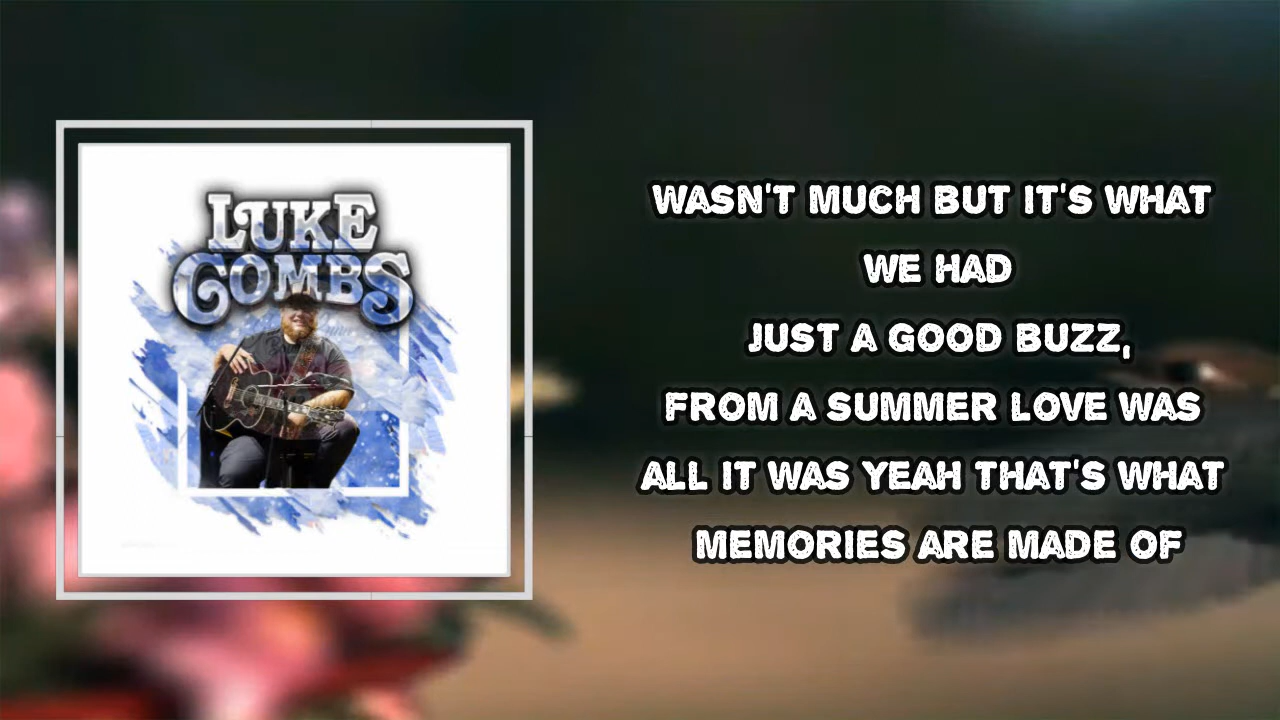 LUKE
COMBS
WASN'T MUCH BUT IT'S WHAT
WE HAD
JUST A GOOD BUZZ,
FROM A SUMMER LOVE WAS
ALL IT WAS YEAH THAT'S WHAT
MEMORIES ARE MADE OF